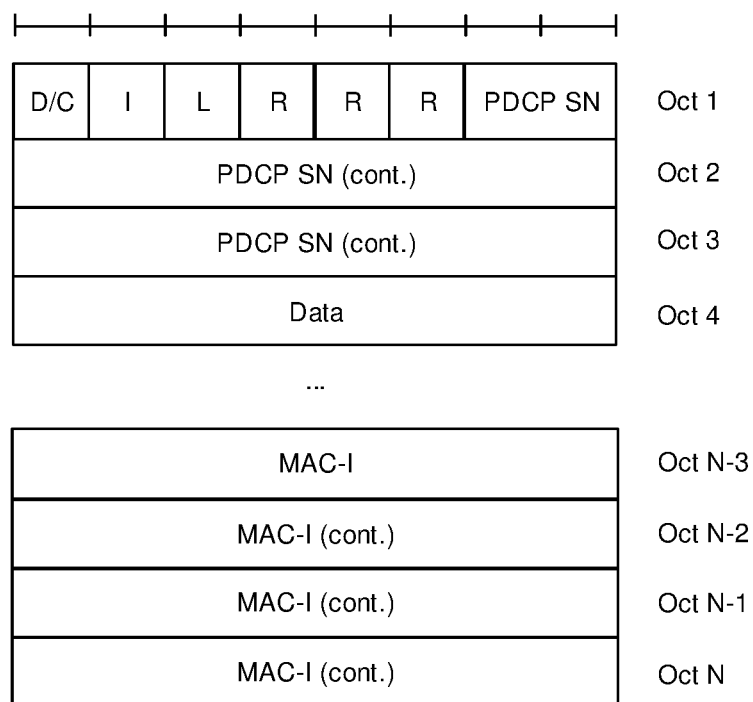 D/C I L R R R PDCP SN Oct 1
PDCP SN (cont.) Oct 2
PDCP SN (cont.) Oct 3
Data Oct 4
...
MAC-I Oct N-3
MAC-I (cont.) Oct N-2
MAC-I (cont.) Oct N-1
MAC-I (cont.) Oct N